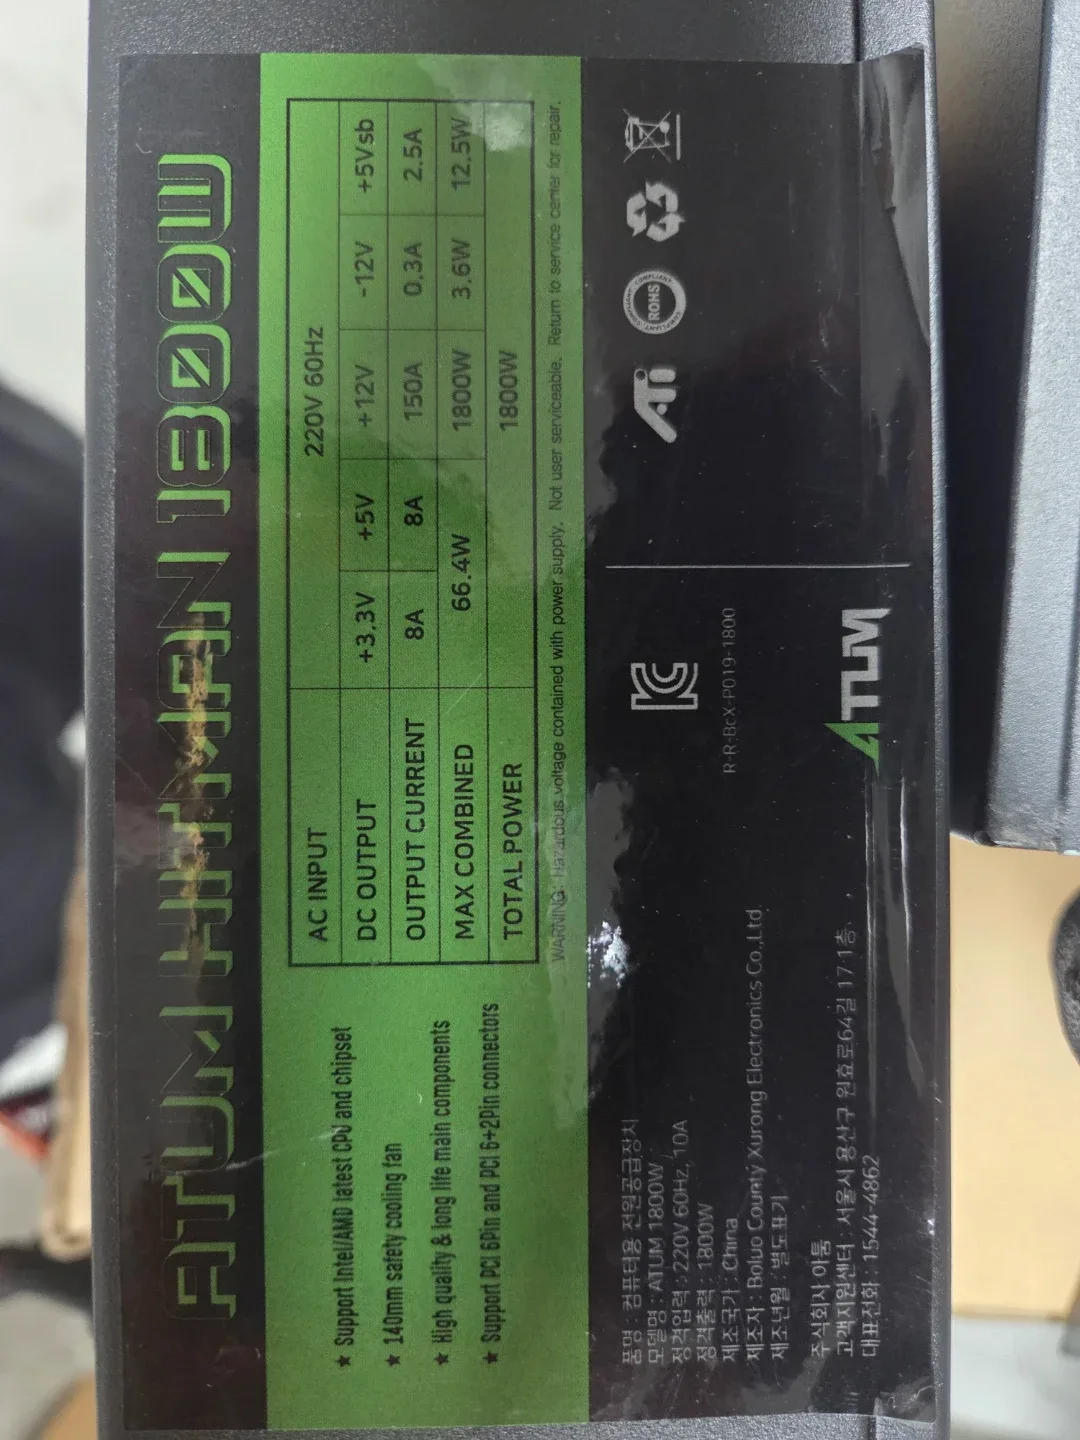 ATUM HITMAN 1800W
★ Support Intel/AMD latest CPU and chipset
★ 140mm safety cooling fan
★ High quality & long life main components
★ Support PCI 6Pin and PCI 6+2Pin connectors
AC INPUT 220V 60Hz
DC OUTPUT +3.3V +5V +12V -12V +5Vsb
OUTPUT CURRENT 8A 8A 150A 0.3A 2.5A
MAX COMBINED 66.4W 1800W 3.6W 12.5W
TOTAL POWER 1800W
WARNING: Hazardous voltage contained with power supply. Not user serviceable. Return to service center for repair.
품명 : 컴퓨터용 전원공급장치
모델명 : ATUM 1800W
정격입력 : 220V 60Hz, 10A
정격출력 : 1800W
제조국가 : China
제조자 : Boluo County Xurong Electronics Co.,Ltd
제조년월 : 별도표기
주식회사 아톰
고객지원센터 : 서울시 용산구 원효로64길 17 1층
대표전화 : 1544-4862
R-R-BcX-P019-1800
ATUM
ATi
COMPLIANT COMPLIANT
ROHS